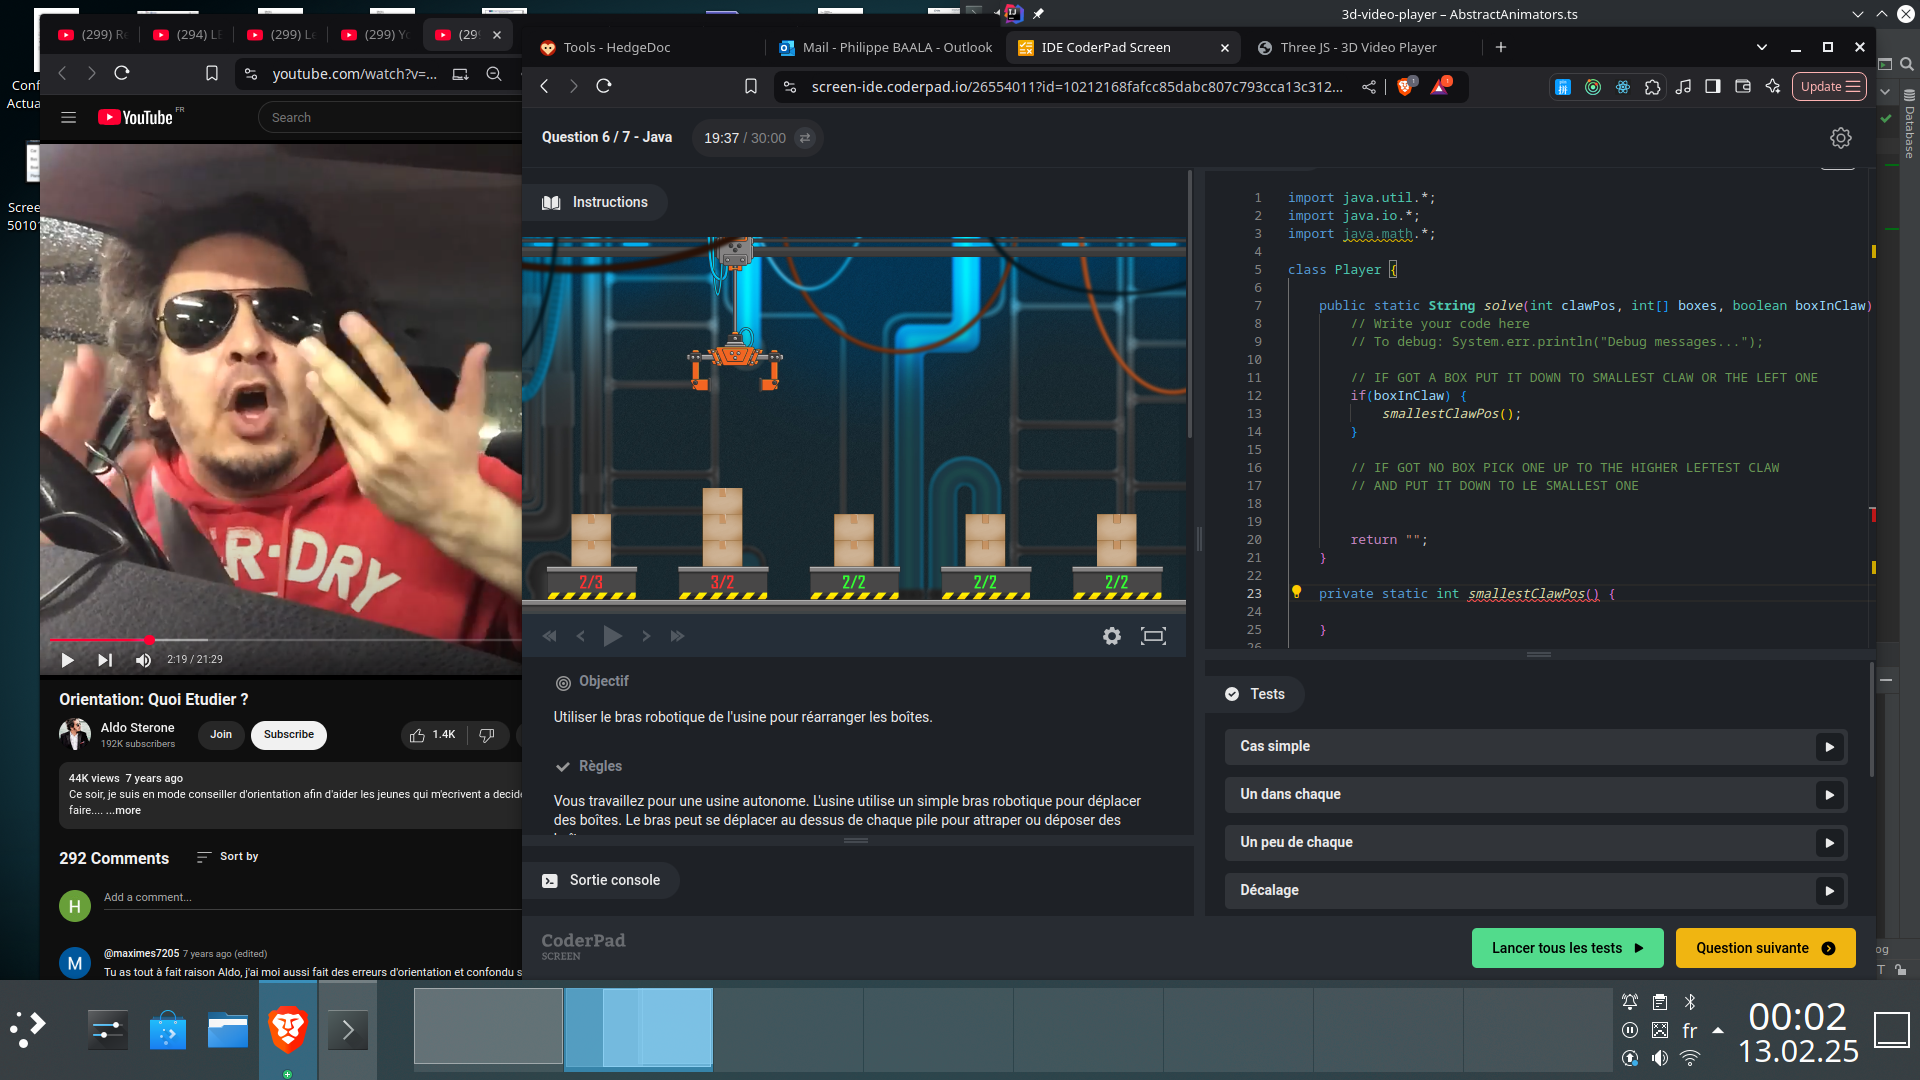 3d-video-player – AbstractAnimators.ts
(299) R
(294) L
(299) L
(299) Y
(29
Tools - HedgeDoc
Mail - Philippe BAALA - Outlook
IDE CoderPad Screen
Three JS - 3D Video Player
youtube.com/watch?v=...
screen-ide.coderpad.io/26554011?id=10212168fafcc85dabc807c793cca13c312...
1
1
Update
Conf
Actua
Scree
5010
YouTube
FR
Search
Database
Question 6 / 7 - Java
19:37 / 30:00
Instructions
2/3
3/2
2/2
2/2
2/2
R-DRY
2:19 / 21:29
Orientation: Quoi Etudier ?
Aldo Sterone
192K subscribers
Join
Subscribe
1.4K
44K views 7 years ago
Ce soir, je suis en mode conseiller d'orientation afin d'aider les jeunes qui m'ecrivent a decid
faire.... ...more
292 Comments
Sort by
H
Add a comment...
M
@maximes7205 7 years ago (edited)
Tu as tout à fait raison Aldo, j'ai moi aussi fait des erreurs d'orientation et confondu s
Objectif
Utiliser le bras robotique de l'usine pour réarranger les boîtes.
Règles
Vous travaillez pour une usine autonome. L'usine utilise un simple bras robotique pour déplacer
des boîtes. Le bras peut se déplacer au dessus de chaque pile pour attraper ou déposer des
Sortie console
CoderPad
SCREEN
1 import java.util.*;
2 import java.io.*;
3 import java.math.*;
4
5 class Player {
6
7 public static String solve(int clawPos, int[] boxes, boolean boxInClaw)
8 // Write your code here
9 // To debug: System.err.println("Debug messages...");
10
11 // IF GOT A BOX PUT IT DOWN TO SMALLEST CLAW OR THE LEFT ONE
12 if(boxInClaw) {
13 smallestClawPos();
14 }
15
16 // IF GOT NO BOX PICK ONE UP TO THE HIGHER LEFTEST CLAW
17 // AND PUT IT DOWN TO LE SMALLEST ONE
18
19
20 return "";
21 }
22
23 private static int smallestClawPos() {
24
25 }
26
Tests
Cas simple
Un dans chaque
Un peu de chaque
Décalage
Lancer tous les tests
Question suivante
og
T
fr
00:02
13.02.25